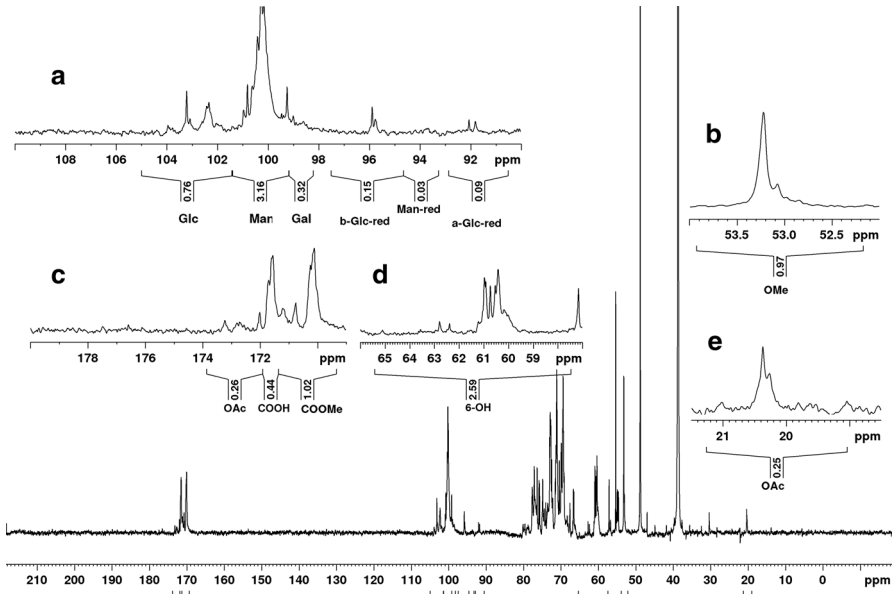 a
108 106 104 102 100 98 96 94 92 ppm
0.76 3.16 0.32 0.15 0.03 0.09
Glc Man Gal b-Glc-red Man-red a-Glc-red
b
53.5 53.0 52.5 ppm
0.97
OMe
c
178 176 174 172 ppm
0.26 0.44 1.02
OAc COOH COOMe
d
65 64 63 62 61 60 59 ppm
2.59
6-OH
e
21 20 ppm
0.25
OAc
210 200 190 180 170 160 150 140 130 120 110 100 90 80 70 60 50 40 30 20 10 0 ppm